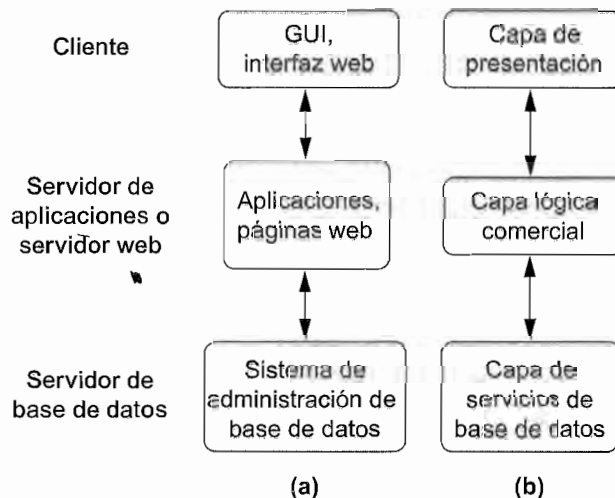 Cliente
GUI,
interfaz web
Capa de
presentación
Servidor de
aplicaciones o
servidor web
Aplicaciones,
páginas web
Capa lógica
comercial
Servidor de
base de datos
Sistema de
administración de
base de datos
Capa de
servicios de
base de datos
(a)
(b)